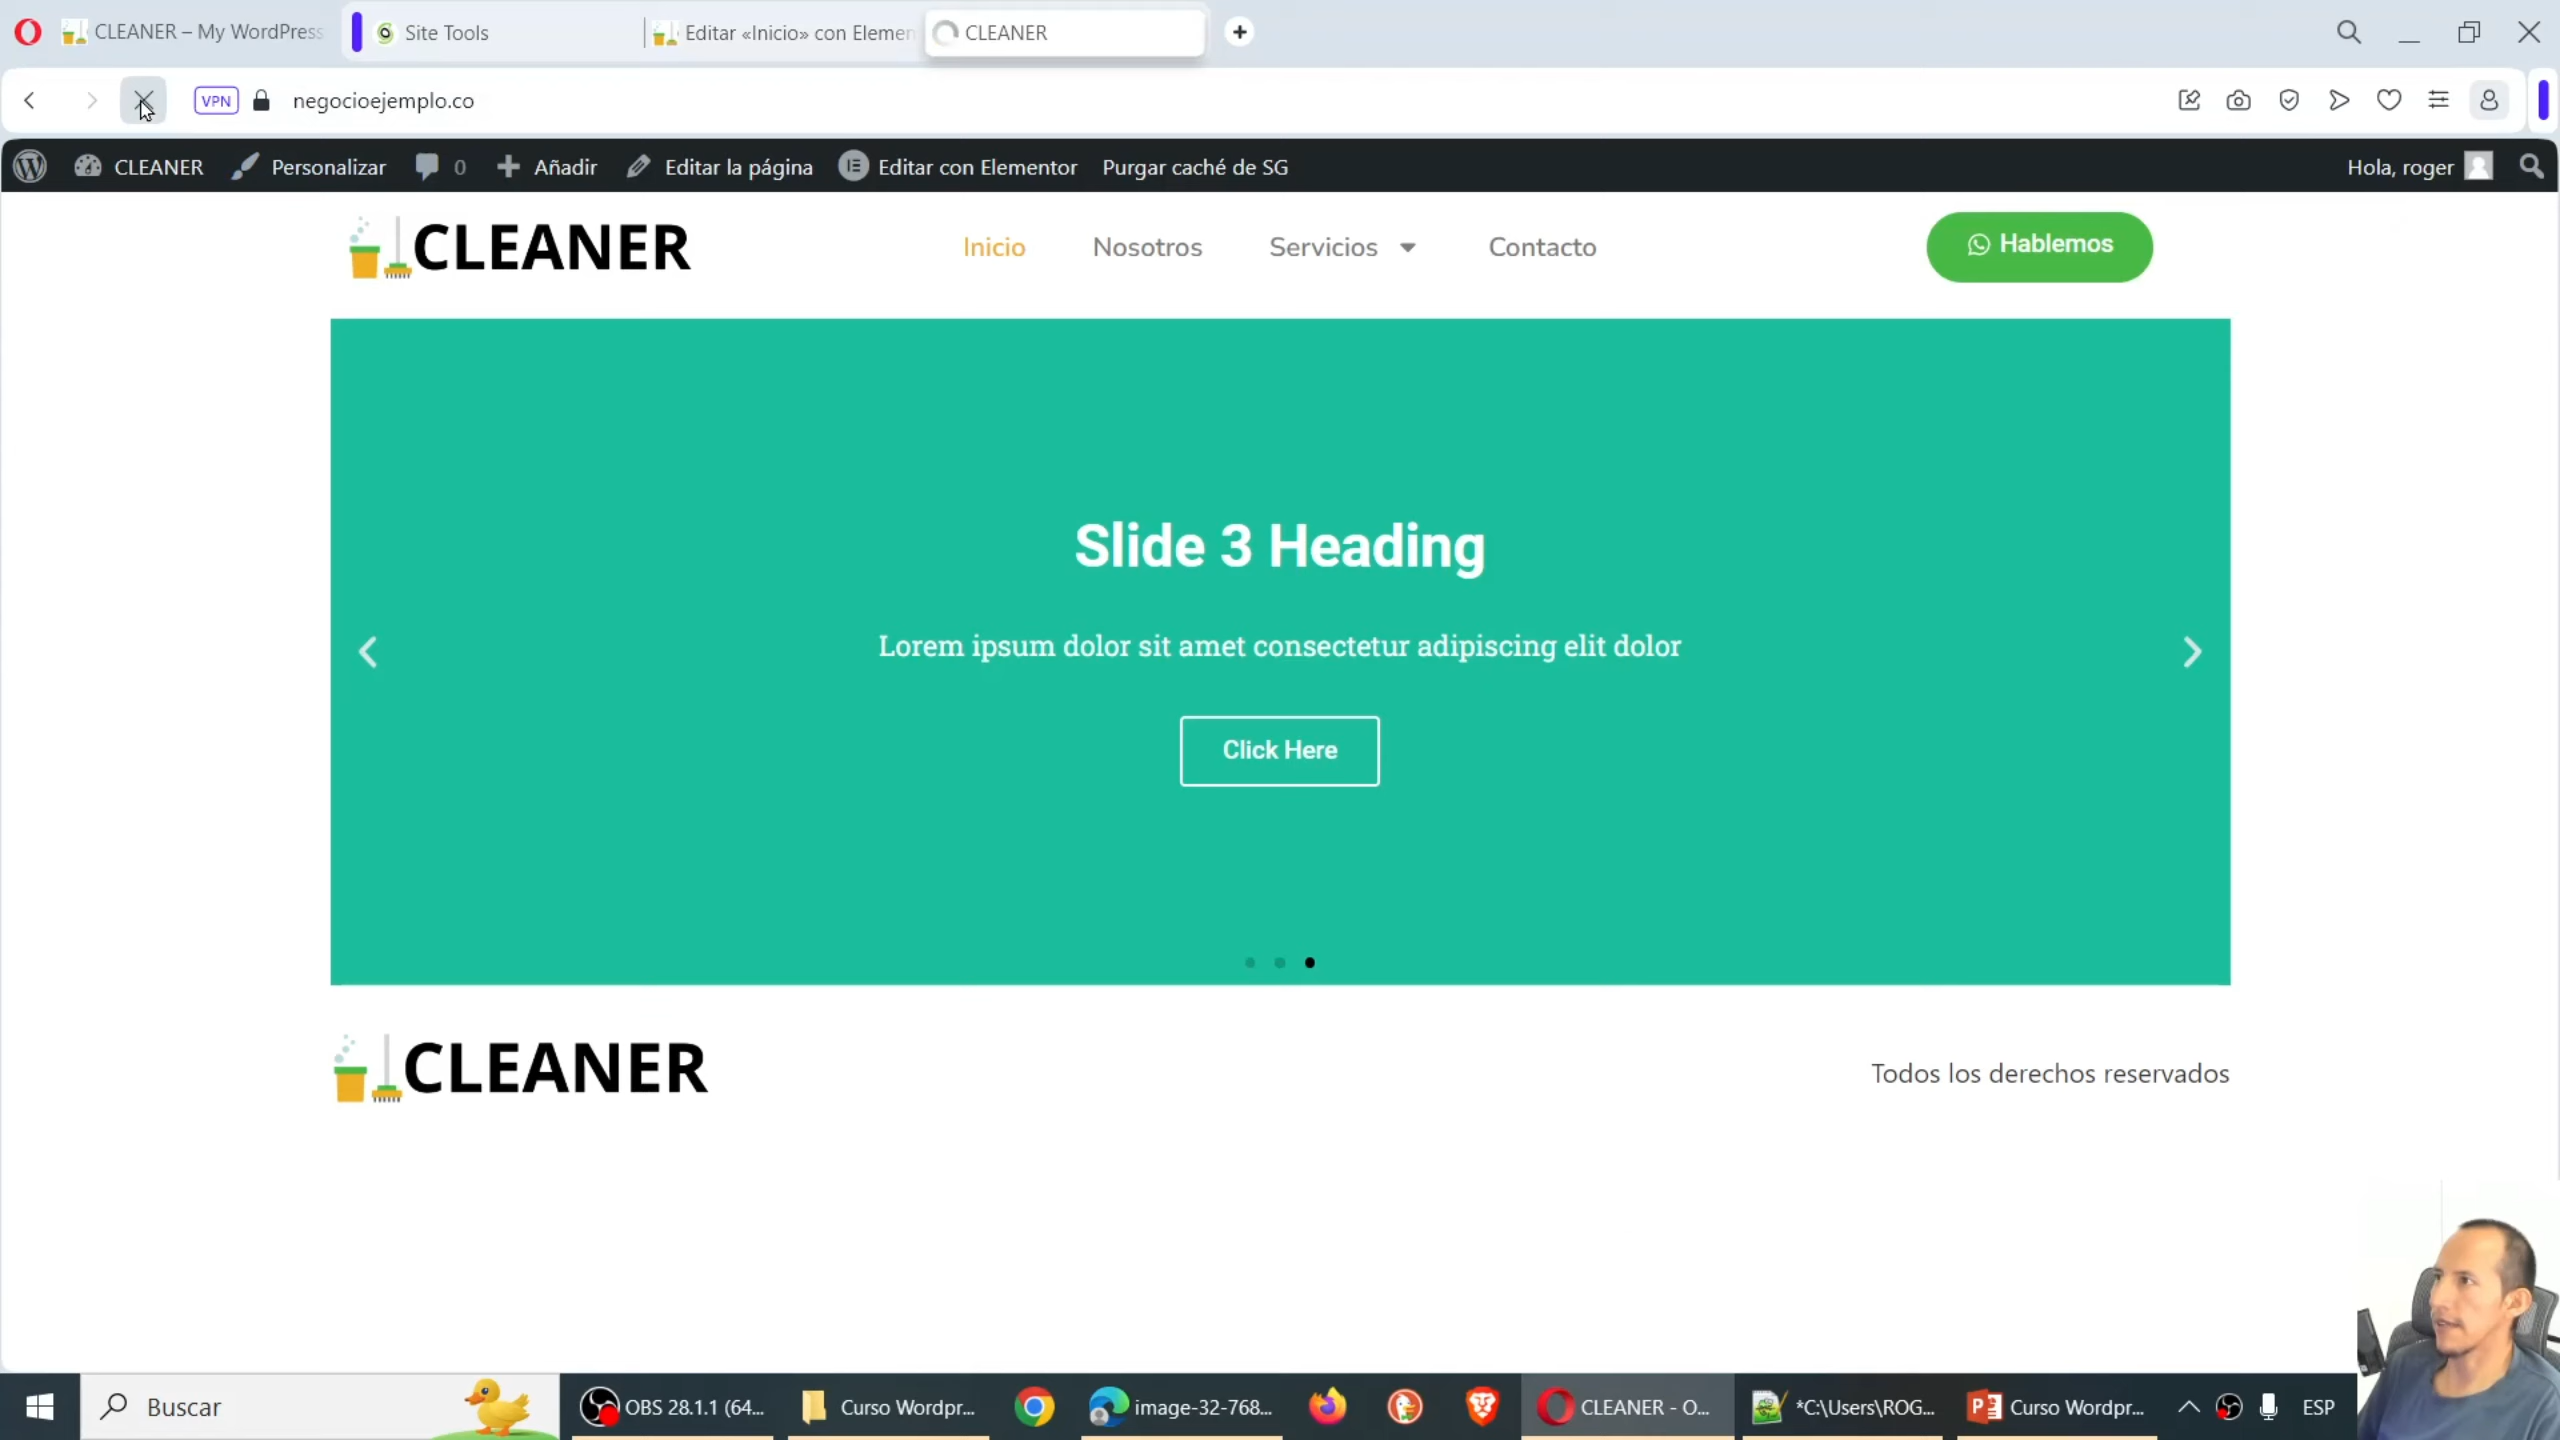 CLEANER – My WordPress
Site Tools
Editar «Inicio» con Elemen
CLEANER
VPN
negocioejemplo.co
CLEANER
Personalizar
0
Añadir
Editar la página
Editar con Elementor
Purgar caché de SG
Hola, roger
CLEANER
Inicio
Nosotros
Servicios
Contacto
Hablemos
Slide 3 Heading
Lorem ipsum dolor sit amet consectetur adipiscing elit dolor
Click Here
CLEANER
Todos los derechos reservados
Buscar
OBS 28.1.1 (64...
Curso Wordpr...
image-32-768...
CLEANER - O...
*C:\Users\ROG...
Curso Wordpr...
ESP